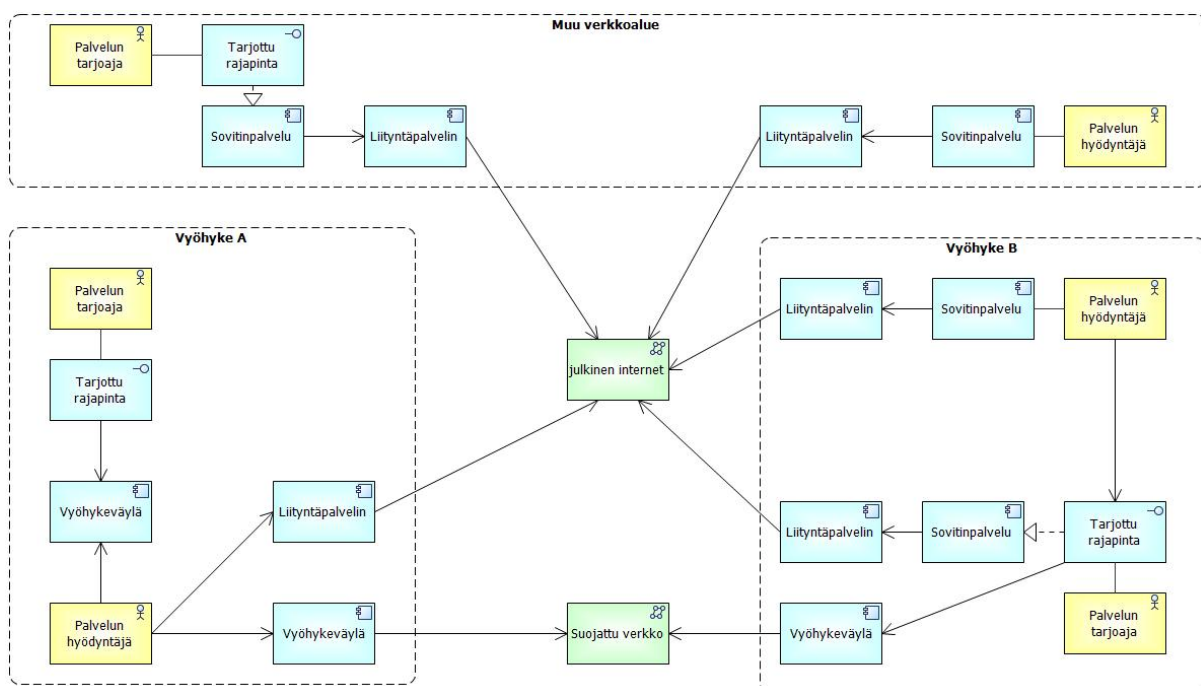 Muu verkkoalue
Palvelun
tarjoaja
Tarjottu
rajapinta
Sovitinpalvelu
Liityntäpalvelin
Liityntäpalvelin
Sovitinpalvelu
Palvelun
hyödyntäjä
Vyöhyke A
Palvelun
tarjoaja
Tarjottu
rajapinta
Vyöhykeväylä
Liityntäpalvelin
Palvelun
hyödyntäjä
Vyöhykeväylä
julkinen internet
Suojattu verkko
Vyöhyke B
Liityntäpalvelin
Sovitinpalvelu
Palvelun
hyödyntäjä
Liityntäpalvelin
Sovitinpalvelu
Tarjottu
rajapinta
Vyöhykeväylä
Palvelun
tarjoaja